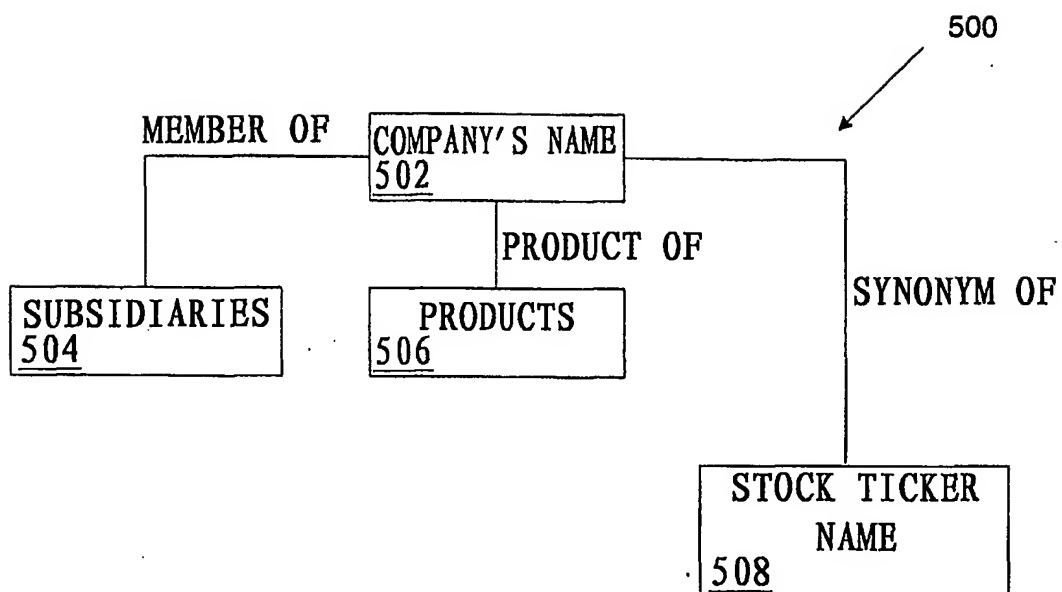 500
MEMBER OF
COMPANY'S NAME
502
PRODUCT OF
SUBSIDIARIES
504
PRODUCTS
506
SYNONYM OF
STOCK TICKER
NAME
508